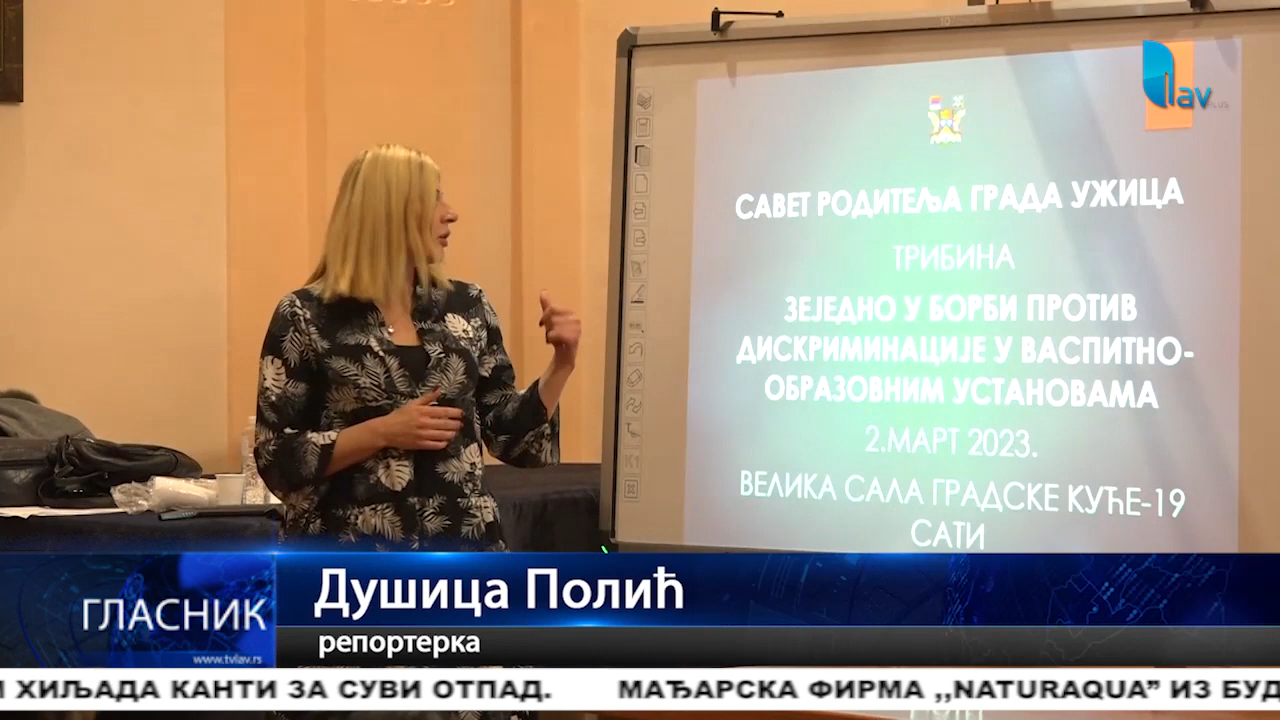 lav
PLUS
САВЕТ РОДИТЕЉА ГРАДА УЖИЦА
ТРИБИНА
ЗЕЈЕДНО У БОРБИ ПРОТИВ
ДИСКРИМИНАЦИЈЕ У ВАСПИТНО-
ОБРАЗОВНИМ УСТАНОВАМА
2.МАРТ 2023.
ВЕЛИКА САЛА ГРАДСКЕ КУЋЕ-19
САТИ
Душица Полић
ГЛАСНИК
репортерка
www.tvlav.rs
И ХИЉАДА КАНТИ ЗА СУВИ ОТПАД. МАЂАРСКА ФИРМА ,,NATURAQUA” ИЗ БУД